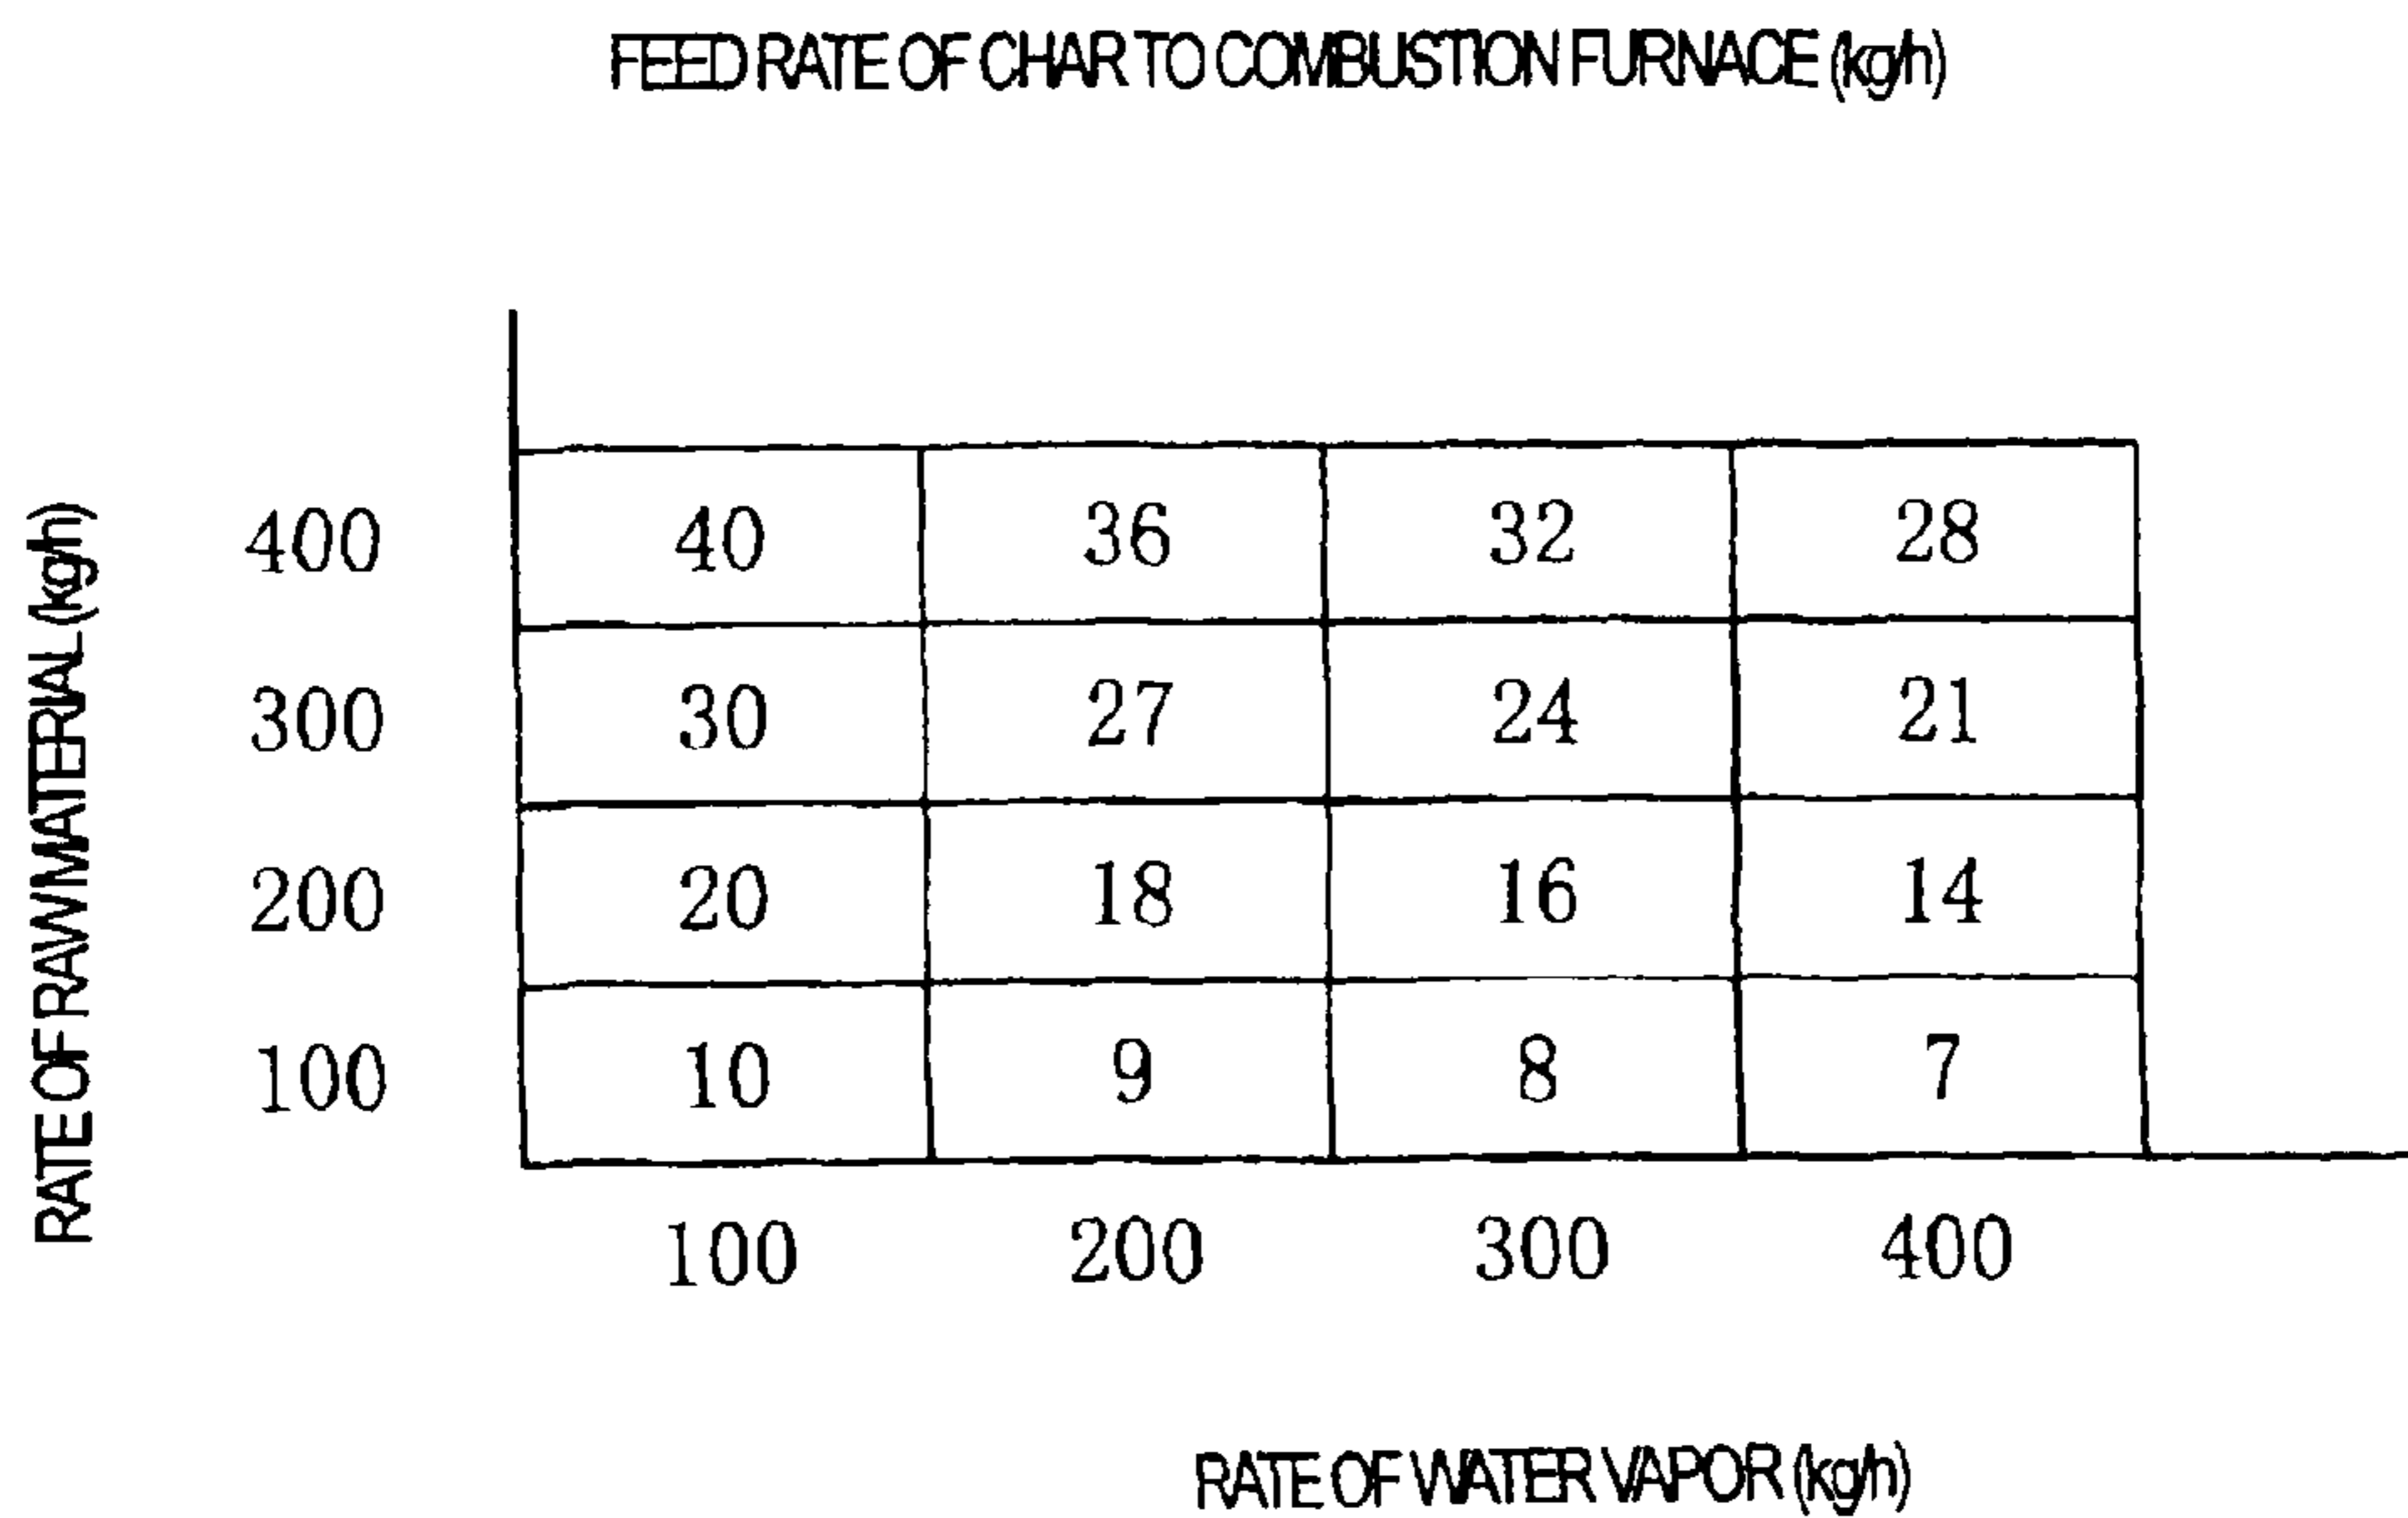 FEED RATE OF CHAR TO COMBUSTION FURNACE (kg/h)
RATE OF RAW MATERIAL (kg/h)
400 40 36 32 28
300 30 27 24 21
200 20 18 16 14
100 10 9 8 7
100 200 300 400
RATE OF WATER VAPOR (kg/h)